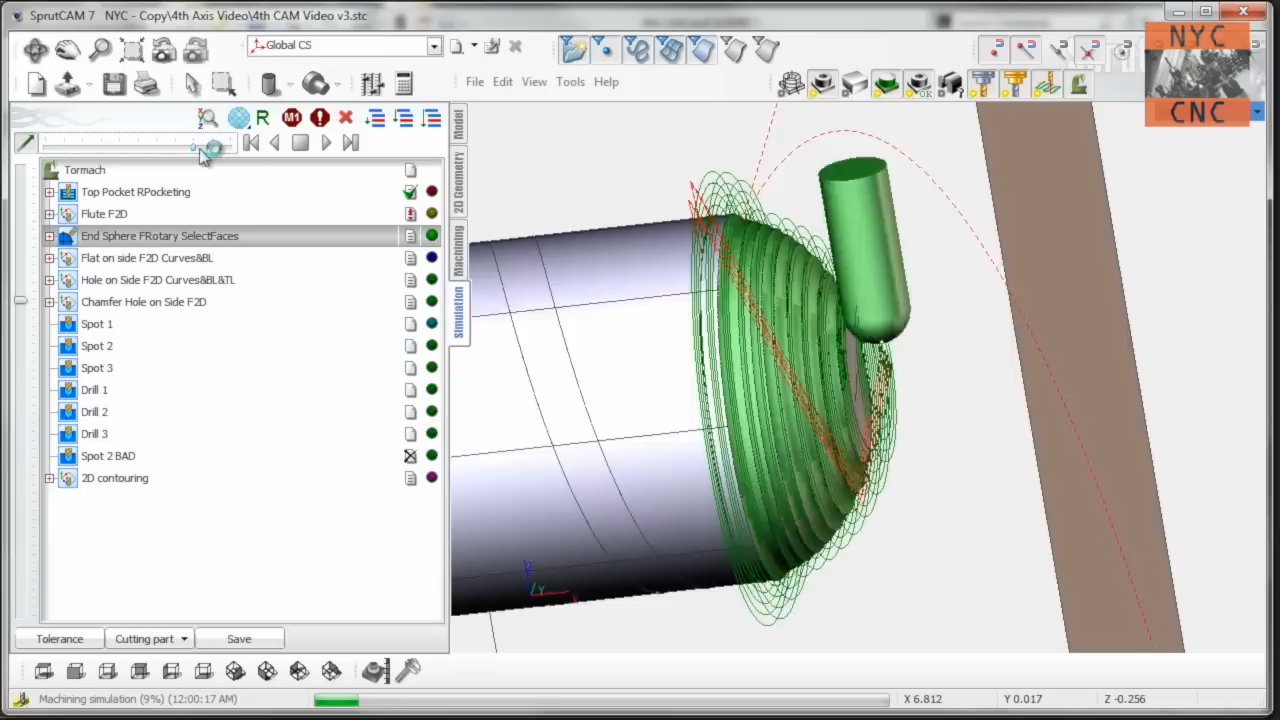 SprutCAM 7 NYC - Copy\4th Axis Video\4th CAM Video v3.stc
NYC
CNC
Global CS
File Edit View Tools Help
OK
R M1
Tormach
Top Pocket RPocketing
Flute F2D
End Sphere FRotary SelectFaces
Flat on side F2D Curves&BL
Hole on Side F2D Curves&BL&TL
Chamfer Hole on Side F2D
Spot 1
Spot 2
Spot 3
Drill 1
Drill 2
Drill 3
Spot 2 BAD
2D contouring
Model
2D Geometry
Machining
Simulation
Z
Y
X
Tolerance Cutting part Save
Machining simulation (9%) (12:00:17 AM) X 6.812 Y 0.017 Z -0.256